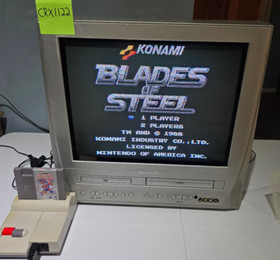 CRX1122
KONAMI
BLADES
OF
STEEL
1 PLAYER
2 PLAYERS
TM AND © 1988
KONAMI INDUSTRY CO.,LTD.
LICENSED BY
NINTENDO OF AMERICA INC.